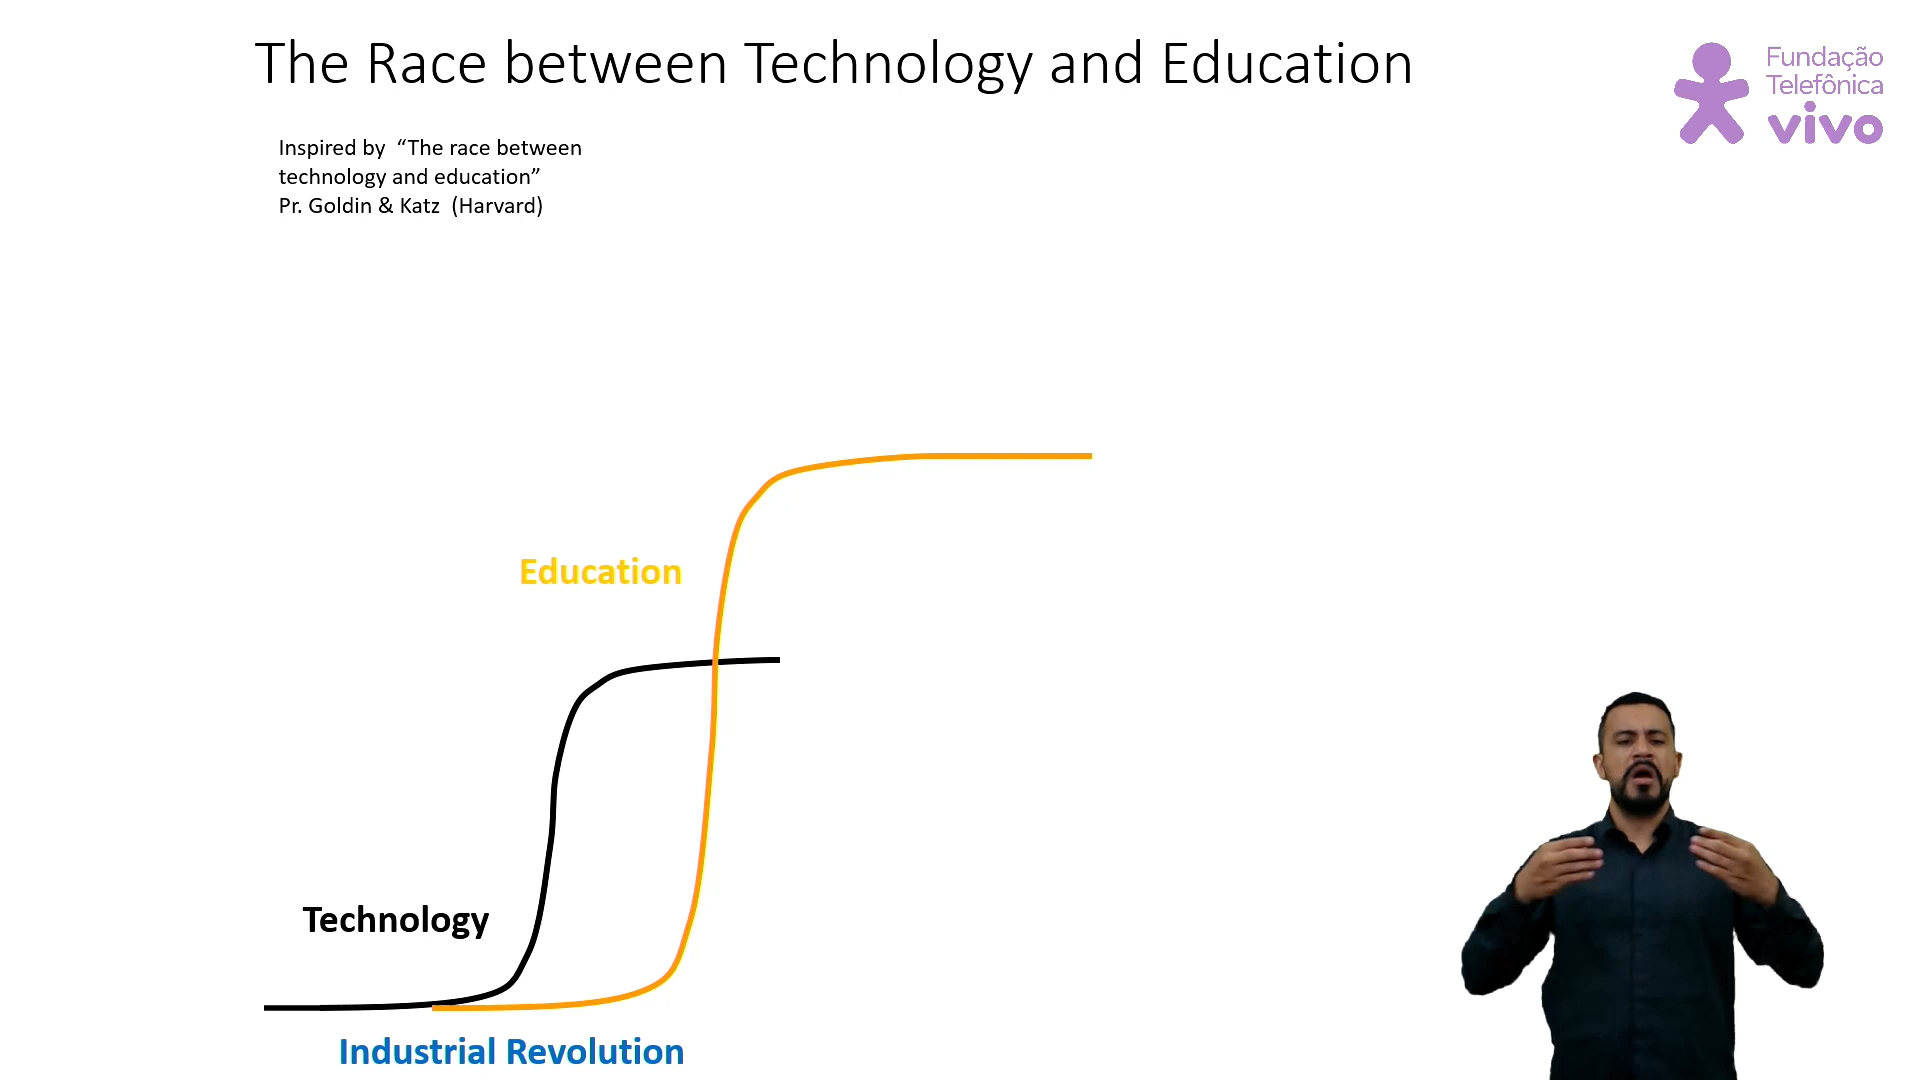 The Race between Technology and Education
Fundação
Telefônica
vivo
Inspired by “The race between
technology and education”
Pr. Goldin & Katz (Harvard)
Education
Technology
Industrial Revolution